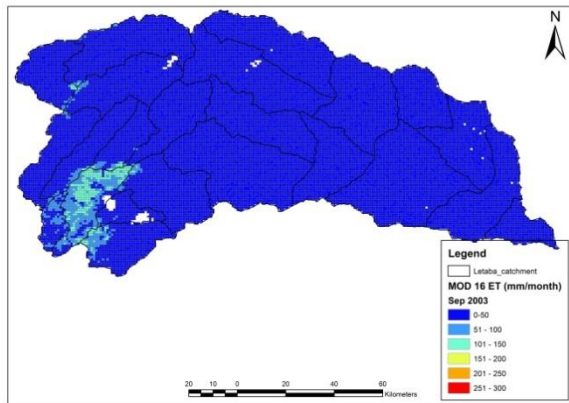 N
Legend
Letaba_catchment
MOD 16 ET (mm/month)
Sep 2003
0-50
51 - 100
101 - 150
151 - 200
201 - 250
251 - 300
20 10 0 20 40 60
Kilometers